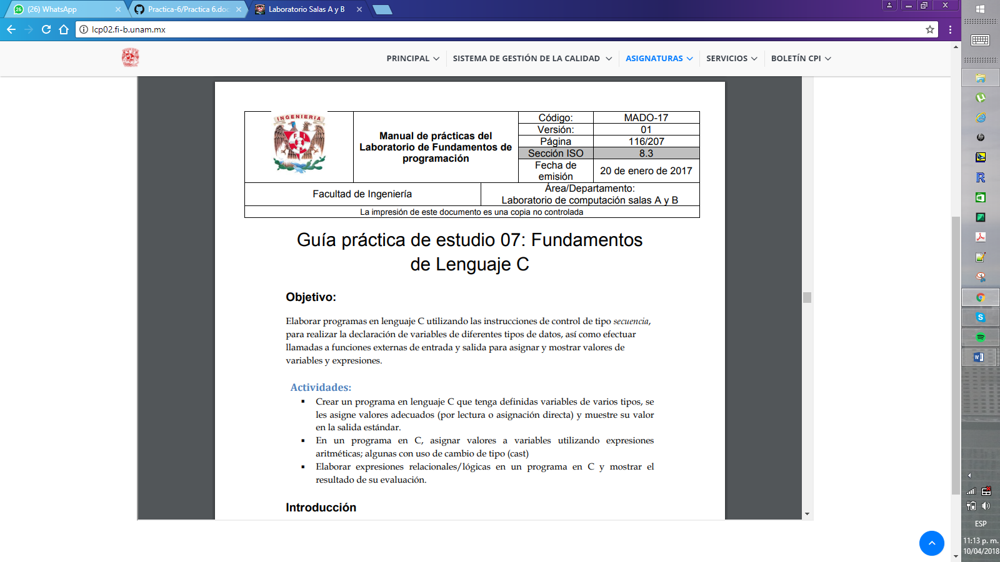 (26) WhatsApp
Practica-6/Practica 6.doc
Laboratorio Salas A y B
lcp02.fi-b.unam.mx
PRINCIPAL
SISTEMA DE GESTIÓN DE LA CALIDAD
ASIGNATURAS
SERVICIOS
BOLETÍN CPI
INGENIERIA
Manual de prácticas del
Laboratorio de Fundamentos de
programación
Código:
MADO-17
Versión:
01
Página
116/207
Sección ISO
8.3
Fecha de
emisión
20 de enero de 2017
Facultad de Ingeniería
Área/Departamento:
Laboratorio de computación salas A y B
La impresión de este documento es una copia no controlada
Guía práctica de estudio 07: Fundamentos
de Lenguaje C
Objetivo:
Elaborar programas en lenguaje C utilizando las instrucciones de control de tipo secuencia,
para realizar la declaración de variables de diferentes tipos de datos, así como efectuar
llamadas a funciones externas de entrada y salida para asignar y mostrar valores de
variables y expresiones.
Actividades:
▪ Crear un programa en lenguaje C que tenga definidas variables de varios tipos, se
les asigne valores adecuados (por lectura o asignación directa) y muestre su valor
en la salida estándar.
▪ En un programa en C, asignar valores a variables utilizando expresiones
aritméticas; algunas con uso de cambio de tipo (cast)
▪ Elaborar expresiones relacionales/lógicas en un programa en C y mostrar el
resultado de su evaluación.
Introducción
ESP
11:13 p. m.
10/04/2018